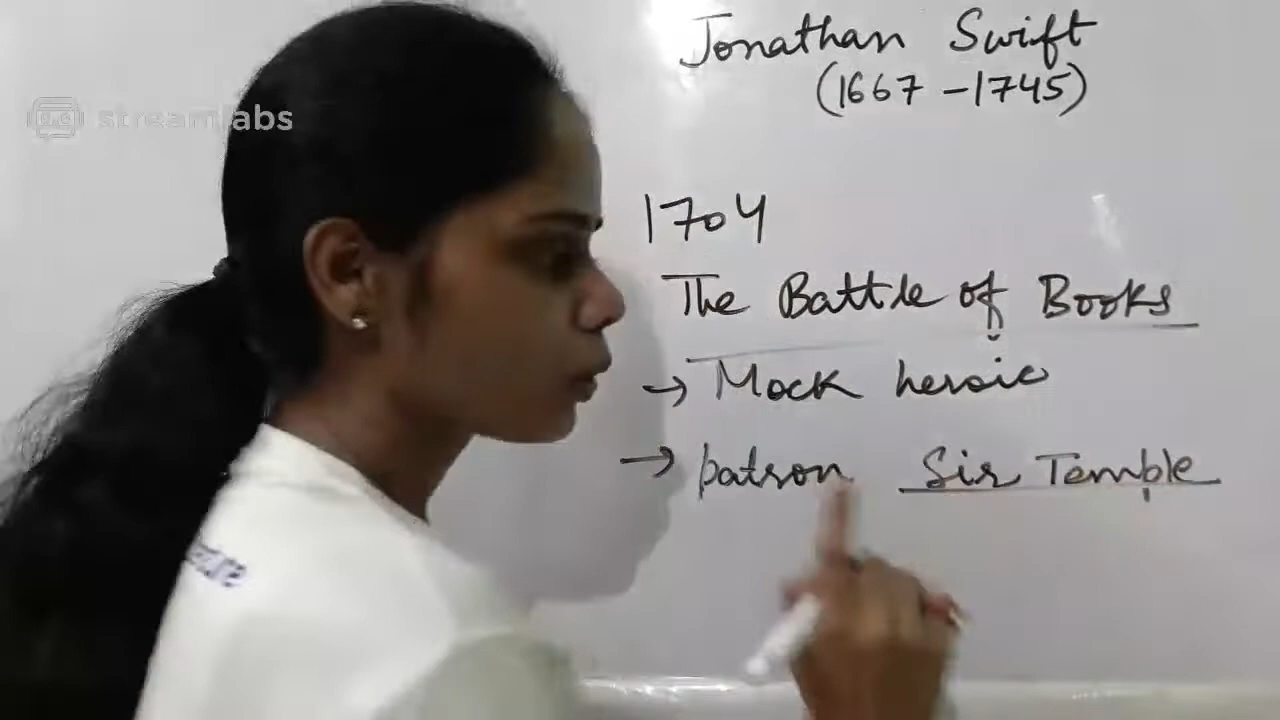 streamlabs
Jonathan Swift
(1667 - 1745)
1704
The Battle of Books
→ Mock heroic
→ patron Sir Temple